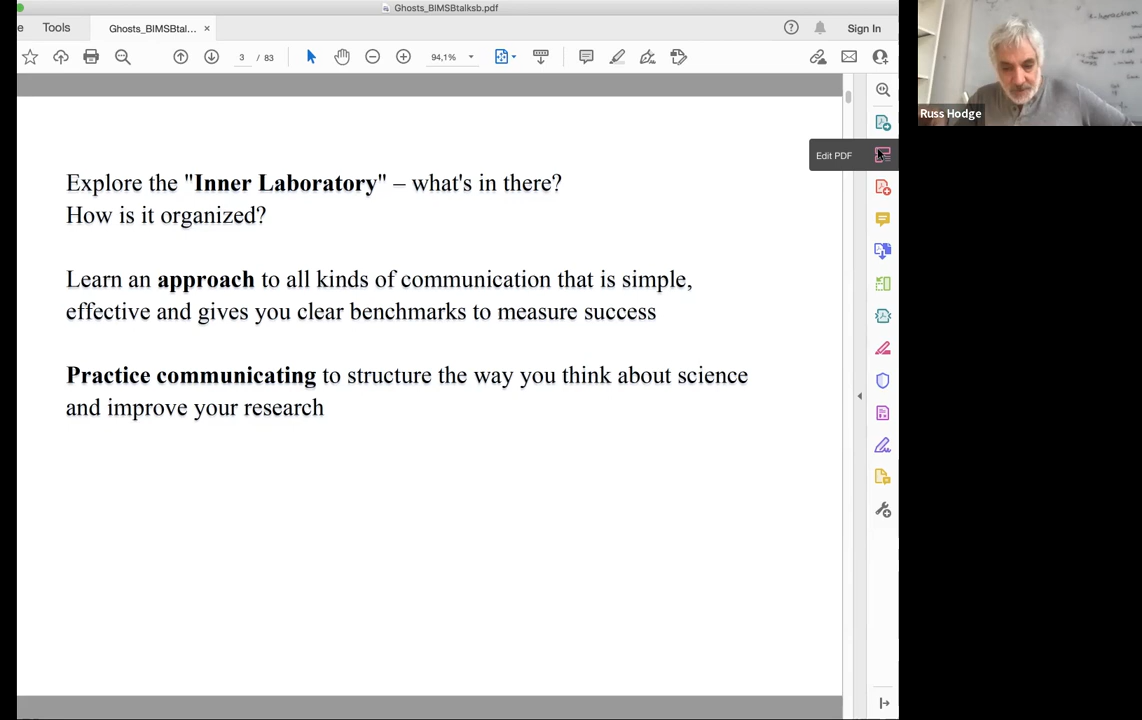 Ghosts_BIMSBtalksb.pdf
e Tools Ghosts_BIMSBtal... × Sign In
3 / 83 94,1%
Russ Hodge
Edit PDF
Explore the "Inner Laboratory" – what's in there?
How is it organized?
Learn an approach to all kinds of communication that is simple,
effective and gives you clear benchmarks to measure success
Practice communicating to structure the way you think about science
and improve your research